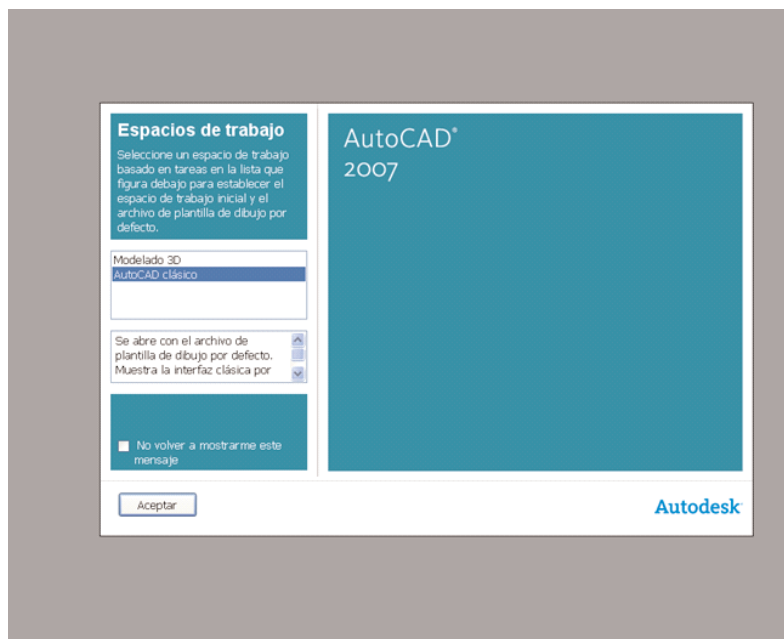 Espacios de trabajo
Seleccione un espacio de trabajo
basado en tareas en la lista que
figura debajo para establecer el
espacio de trabajo inicial y el
archivo de plantilla de dibujo por
defecto.
Modelado 3D
AutoCAD clásico
Se abre con el archivo de
plantilla de dibujo por defecto.
Muestra la interfaz clásica por
No volver a mostrarme este
mensaje
Aceptar
AutoCAD®
2007
Autodesk